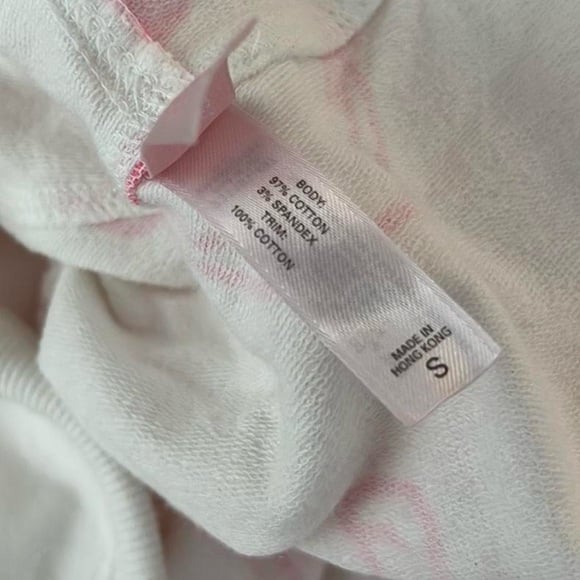 BODY:
97% COTTON
3% SPANDEX
TRIM:
100% COTTON
MADE IN
HONG KONG
S